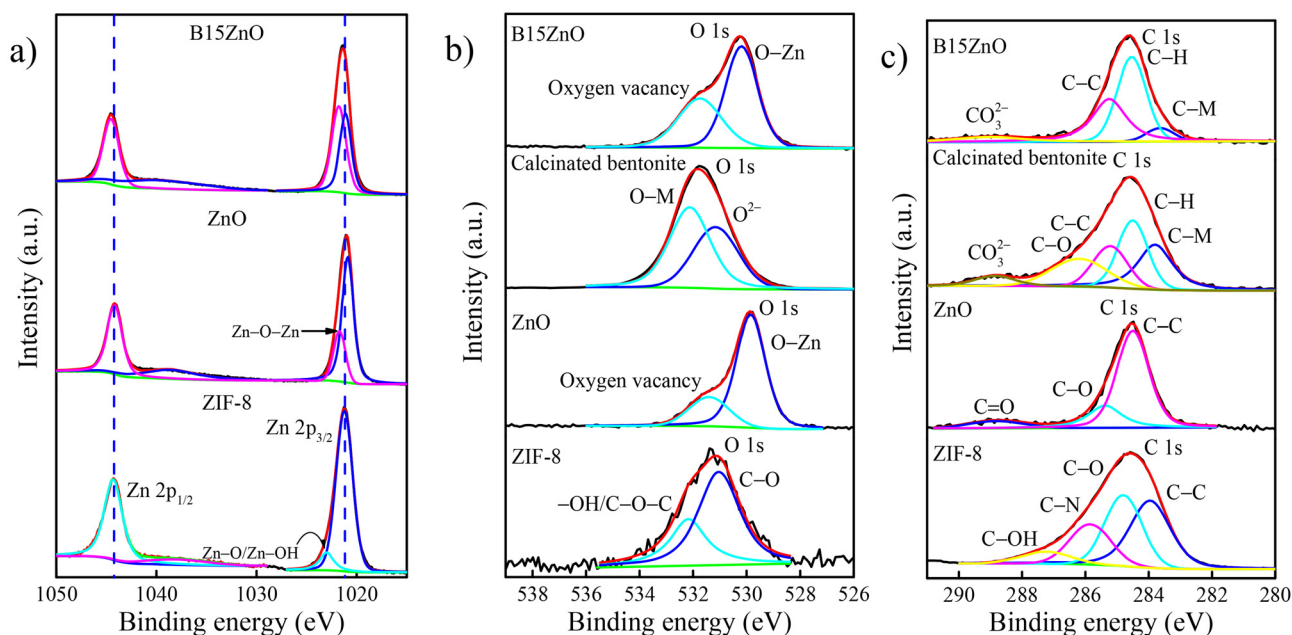 a)
B15ZnO
ZnO
Zn–O–Zn
ZIF-8
Zn 2p3/2
Zn 2p1/2
Zn–O/Zn–OH
Intensity (a.u.)
1050 1040 1030 1020
Binding energy (eV)
b)
B15ZnO
O 1s
O–Zn
Oxygen vacancy
Calcinated bentonite
O 1s
O–M
O2−
ZnO
O 1s
O–Zn
Oxygen vacancy
ZIF-8
O 1s
C–O
–OH/C–O–C
Intensity (a.u.)
538 536 534 532 530 528 526
Binding energy (eV)
c)
B15ZnO
C 1s
C–H
C–C
C–M
CO32−
Calcinated bentonite
C 1s
C–H
C–C
C–M
C–O
CO32−
ZnO
C 1s
C–C
C–O
C=O
ZIF-8
C 1s
C–O
C–C
C–N
C–OH
Intensity (a.u.)
290 288 286 284 282 280
Binding energy (eV)